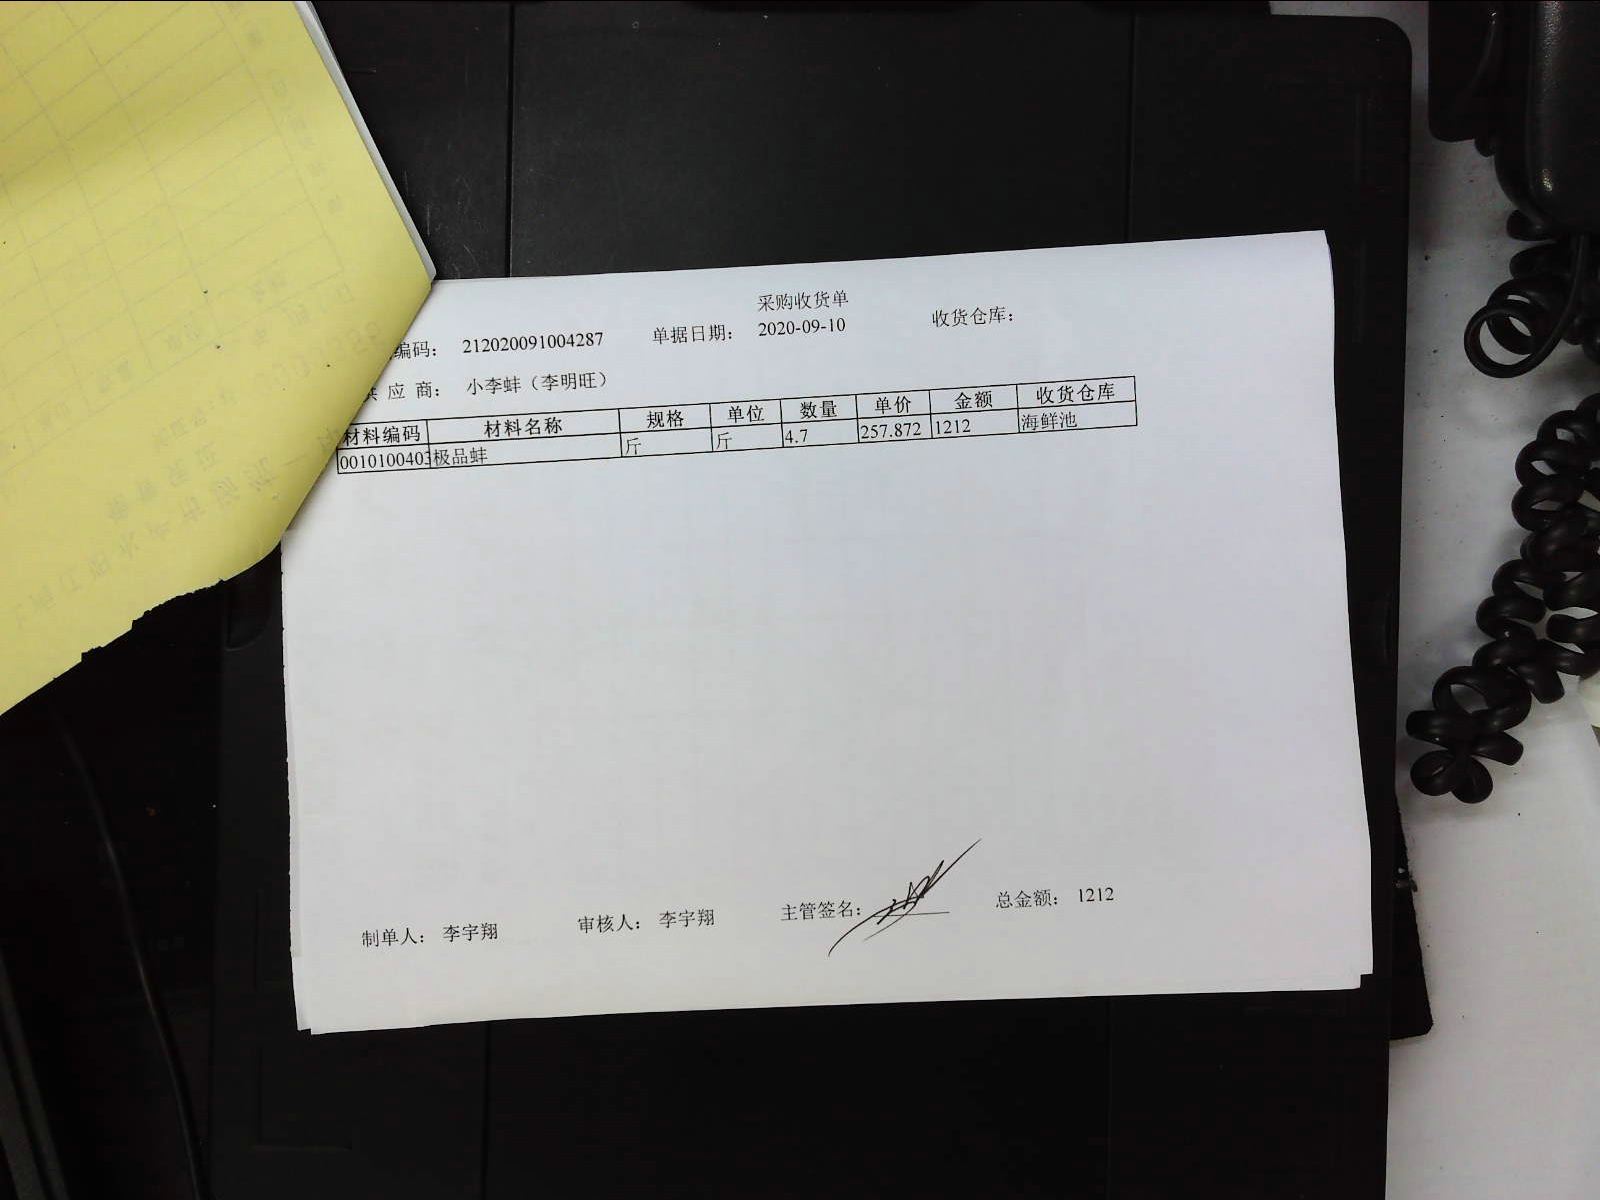 采购收货单
编码： 212020091004287 单据日期： 2020-09-10 收货仓库：
供应商： 小李蚌（李明旺）
材料编码 材料名称 规格 单位 数量 单价 金额 收货仓库
0010100403 极品蚌 斤 斤 4.7 257.872 1212 海鲜池
制单人： 李宇翔 审核人： 李宇翔 主管签名： 总金额： 1212